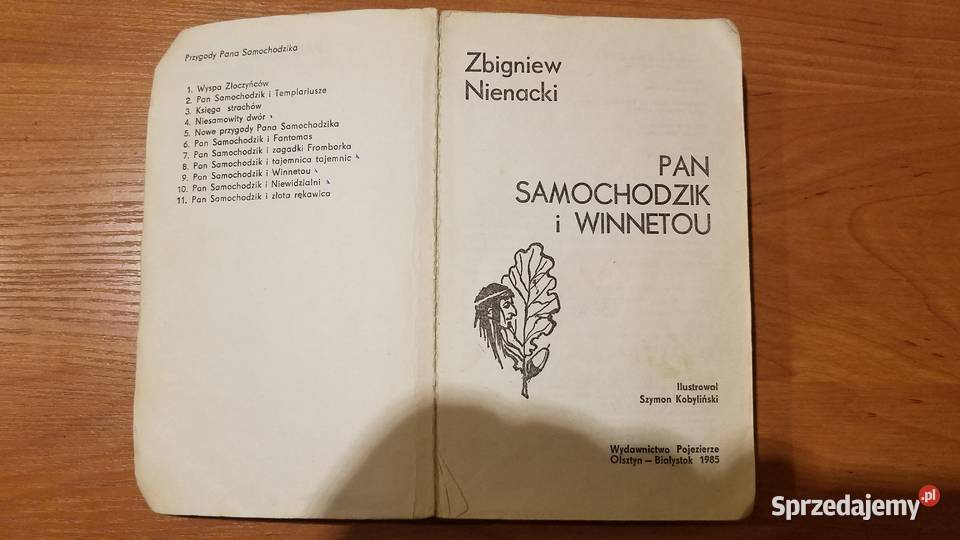 Przygody Pana Samochodzika
1. Wyspa Złoczyńców
2. Pan Samochodzik i Templariusze
3. Księga strachów
4. Niesamowity dwór
5. Nowe przygody Pana Samochodzika
6. Pan Samochodzik i Fantomas
7. Pan Samochodzik i zagadki Fromborka
8. Pan Samochodzik i tajemnica tajemnic
9. Pan Samochodzik i Winnetou
10. Pan Samochodzik i Niewidzialni
11. Pan Samochodzik i złota rękawica
Zbigniew
Nienacki
PAN
SAMOCHODZIK
i WINNETOU
Ilustrował
Szymon Kobyliński
Wydawnictwo Pojezierze
Olsztyn — Białystok 1985
Sprzedajemy.pl